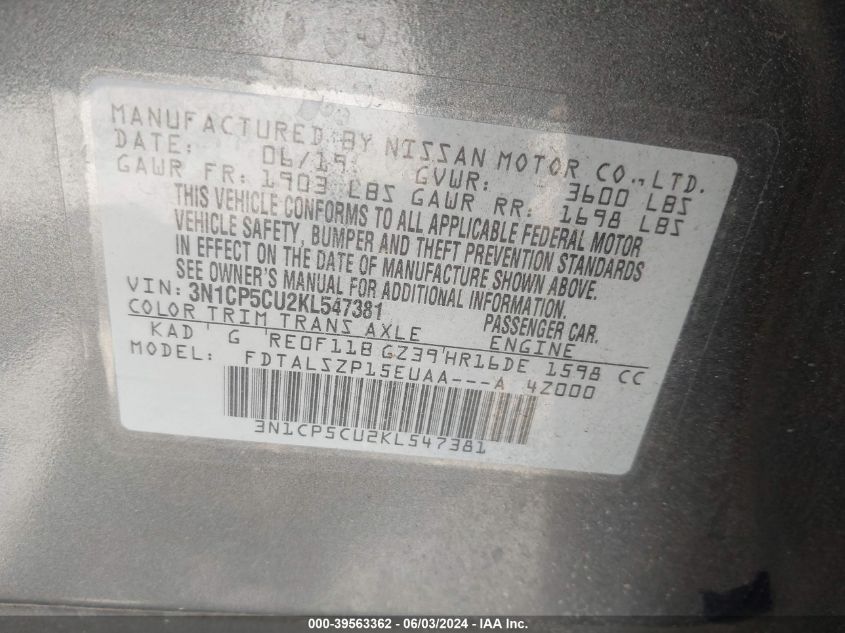 MANUFACTURED BY NISSAN MOTOR CO., LTD.
DATE: 06/19 GVWR: 3600 LBS
GAWR FR: 1903 LBS GAWR RR: 1698 LBS
THIS VEHICLE CONFORMS TO ALL APPLICABLE FEDERAL MOTOR
VEHICLE SAFETY, BUMPER AND THEFT PREVENTION STANDARDS
IN EFFECT ON THE DATE OF MANUFACTURE SHOWN ABOVE.
SEE OWNER'S MANUAL FOR ADDITIONAL INFORMATION.
VIN: 3N1CP5CU2KL547381 PASSENGER CAR.
COLOR TRIM TRANS AXLE ENGINE
KAD G RE0F11B GZ39 HR16DE 1598 CC
MODEL: FDTALSZP15EUAA---A 4Z000
3N1CP5CU2KL547381
000-39563362 / 06/03/2024 - IAA Inc.